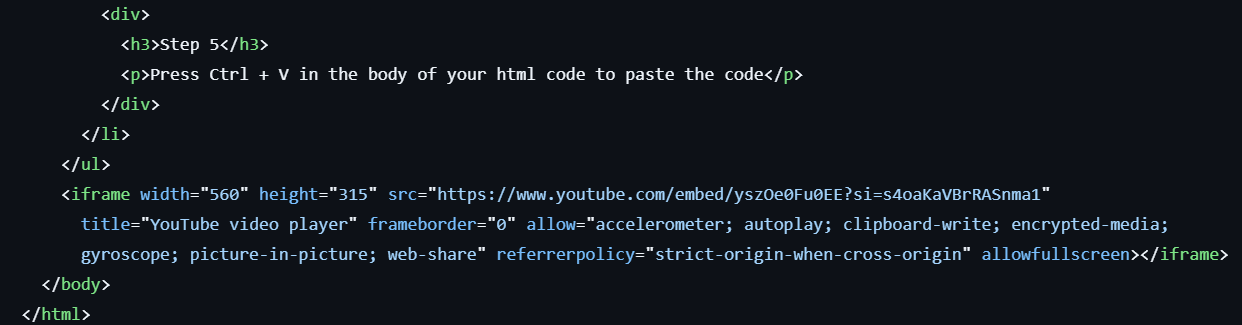 <div>
<h3>Step 5</h3>
<p>Press Ctrl + V in the body of your html code to paste the code</p>
</div>
</li>
</ul>
<iframe width="560" height="315" src="https://www.youtube.com/embed/yszOe0Fu0EE?si=s4oaKaVBrRASnma1"
title="YouTube video player" frameborder="0" allow="accelerometer; autoplay; clipboard-write; encrypted-media;
gyroscope; picture-in-picture; web-share" referrerpolicy="strict-origin-when-cross-origin" allowfullscreen></iframe>
</body>
</html>